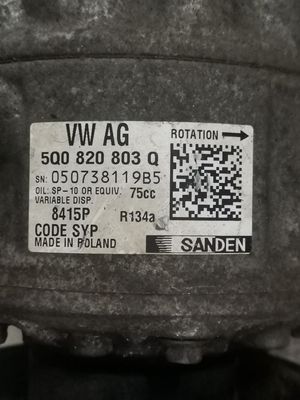 VW AG
ROTATION
5Q0 820 803 Q
SN: 050738119B5
OIL: SP-10 OR EQUIV. 75cc
VARIABLE DISP.
8415P R134a
CODE SYP
MADE IN POLAND
SANDEN